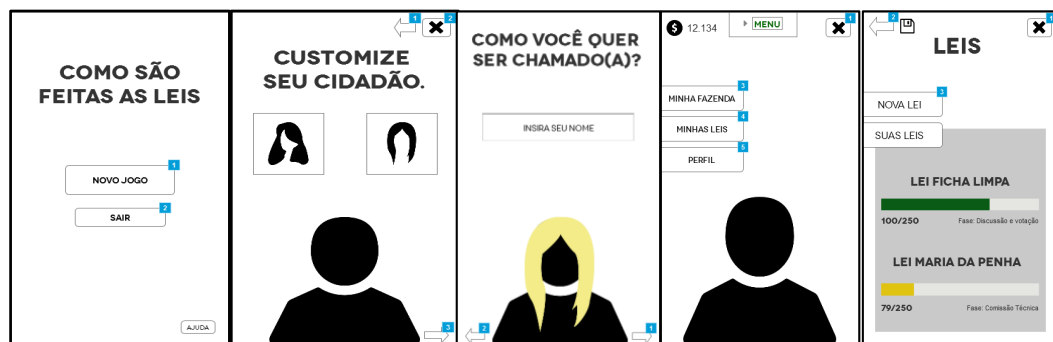 COMO SÃO
FEITAS AS LEIS
1
NOVO JOGO
2
SAIR
AJUDA
1
2
CUSTOMIZE
SEU CIDADÃO.
3
COMO VOCÊ QUER
SER CHAMADO(A)?
INSIRA SEU NOME
2
1
$ 12.134
MENU
1
3
MINHA FAZENDA
4
MINHAS LEIS
5
PERFIL
2
1
LEIS
3
NOVA LEI
SUAS LEIS
LEI FICHA LIMPA
100/250 Fase: Discussão e votação
LEI MARIA DA PENHA
79/250 Fase: Comissão Técnica